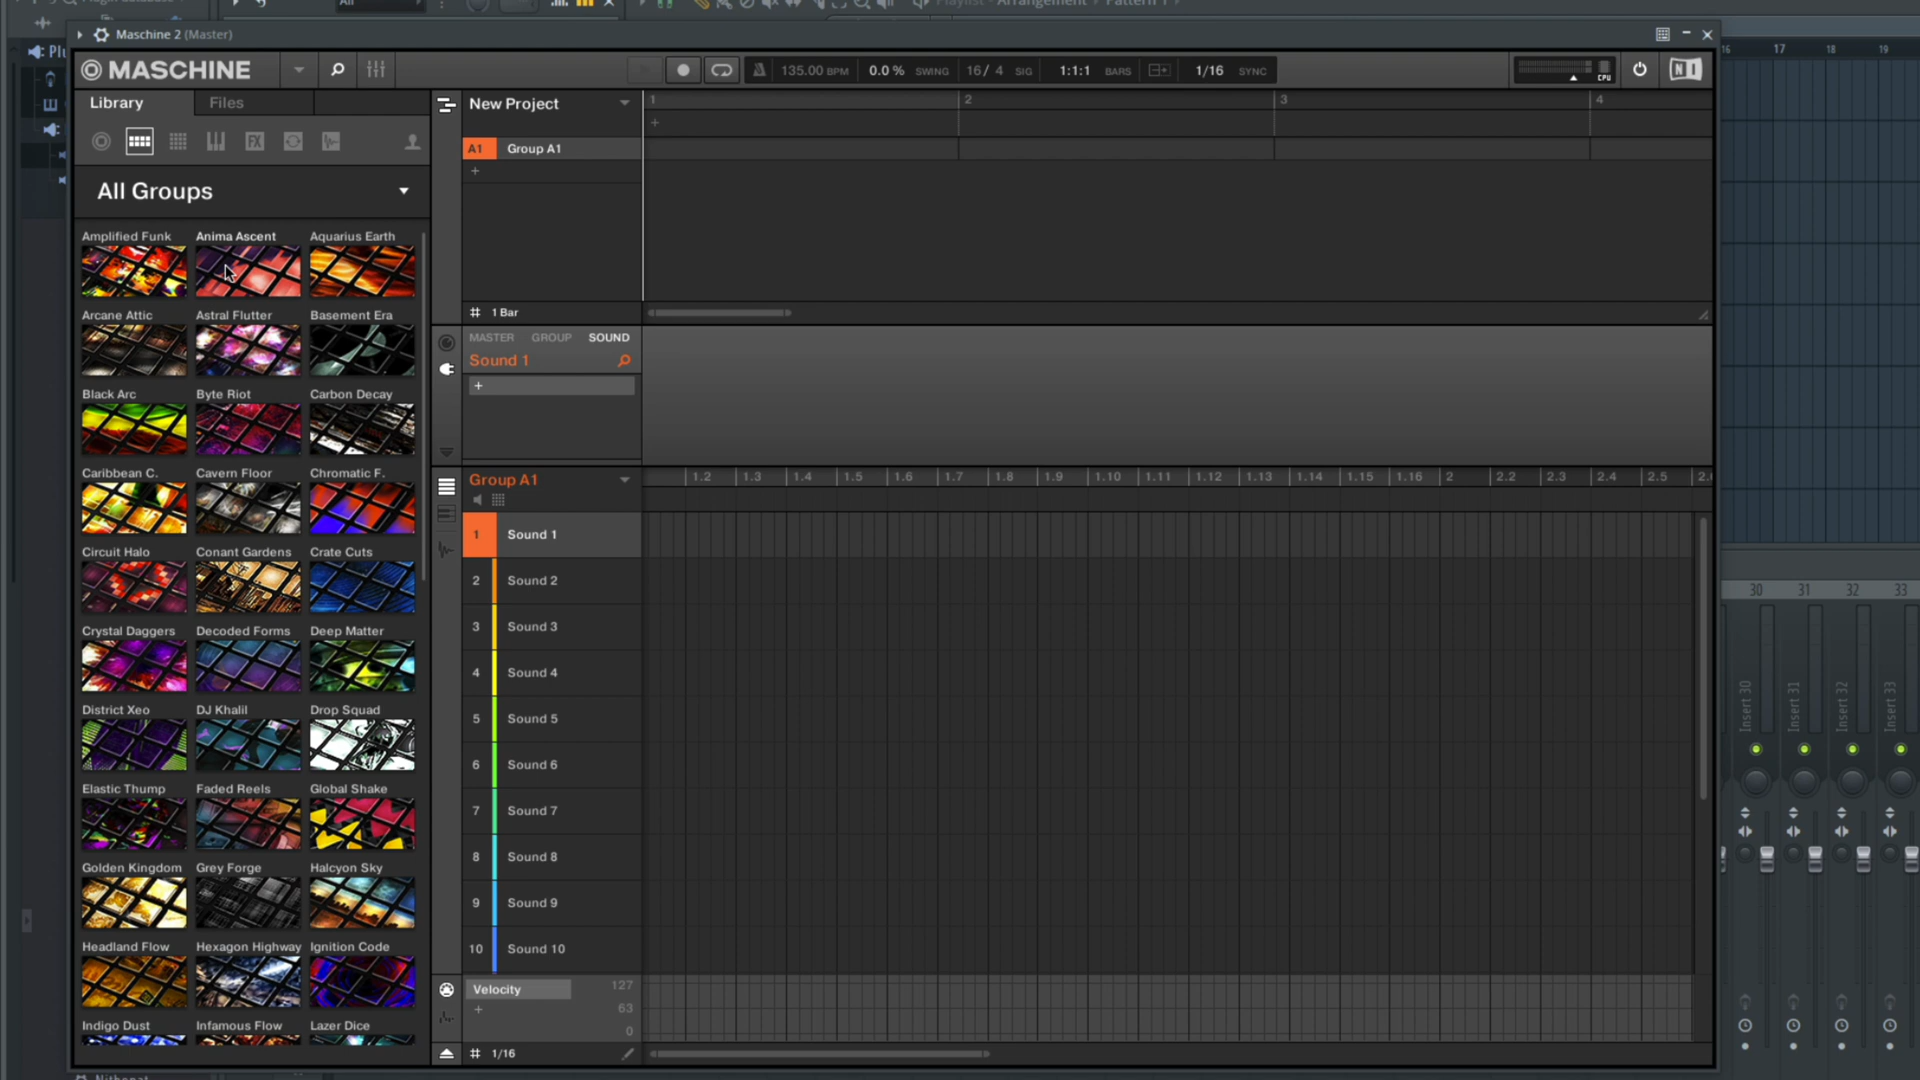 All
Playlist - Arrangement › Pattern 1
Maschine 2 (Master)
16 17 18 19
MASCHINE
135.00 BPM 0.0 % SWING 16/ 4 SIG 1:1:1 BARS 1/16 SYNC
CPU
Library Files
New Project
1 2 3 4
+
A1 Group A1
+
FX
All Groups
Amplified Funk Anima Ascent Aquarius Earth
Arcane Attic Astral Flutter Basement Era
# 1 Bar
MASTER GROUP SOUND
Sound 1
+
Black Arc Byte Riot Carbon Decay
Caribbean C. Cavern Floor Chromatic F.
Group A1
1.2 1.3 1.4 1.5 1.6 1.7 1.8 1.9 1.10 1.11 1.12 1.13 1.14 1.15 1.16 2 2.2 2.3 2.4 2.5
1 Sound 1
Circuit Halo Conant Gardens Crate Cuts
2 Sound 2
30 31 32 33
3 Sound 3
Crystal Daggers Decoded Forms Deep Matter
4 Sound 4
Insert 30 Insert 31 Insert 32 Insert 33
District Xeo DJ Khalil Drop Squad
5 Sound 5
6 Sound 6
Elastic Thump Faded Reels Global Shake
7 Sound 7
8 Sound 8
Golden Kingdom Grey Forge Halcyon Sky
9 Sound 9
Headland Flow Hexagon Highway Ignition Code
10 Sound 10
Velocity 127
+ 63
0
Indigo Dust Infamous Flow Lazer Dice
# 1/16